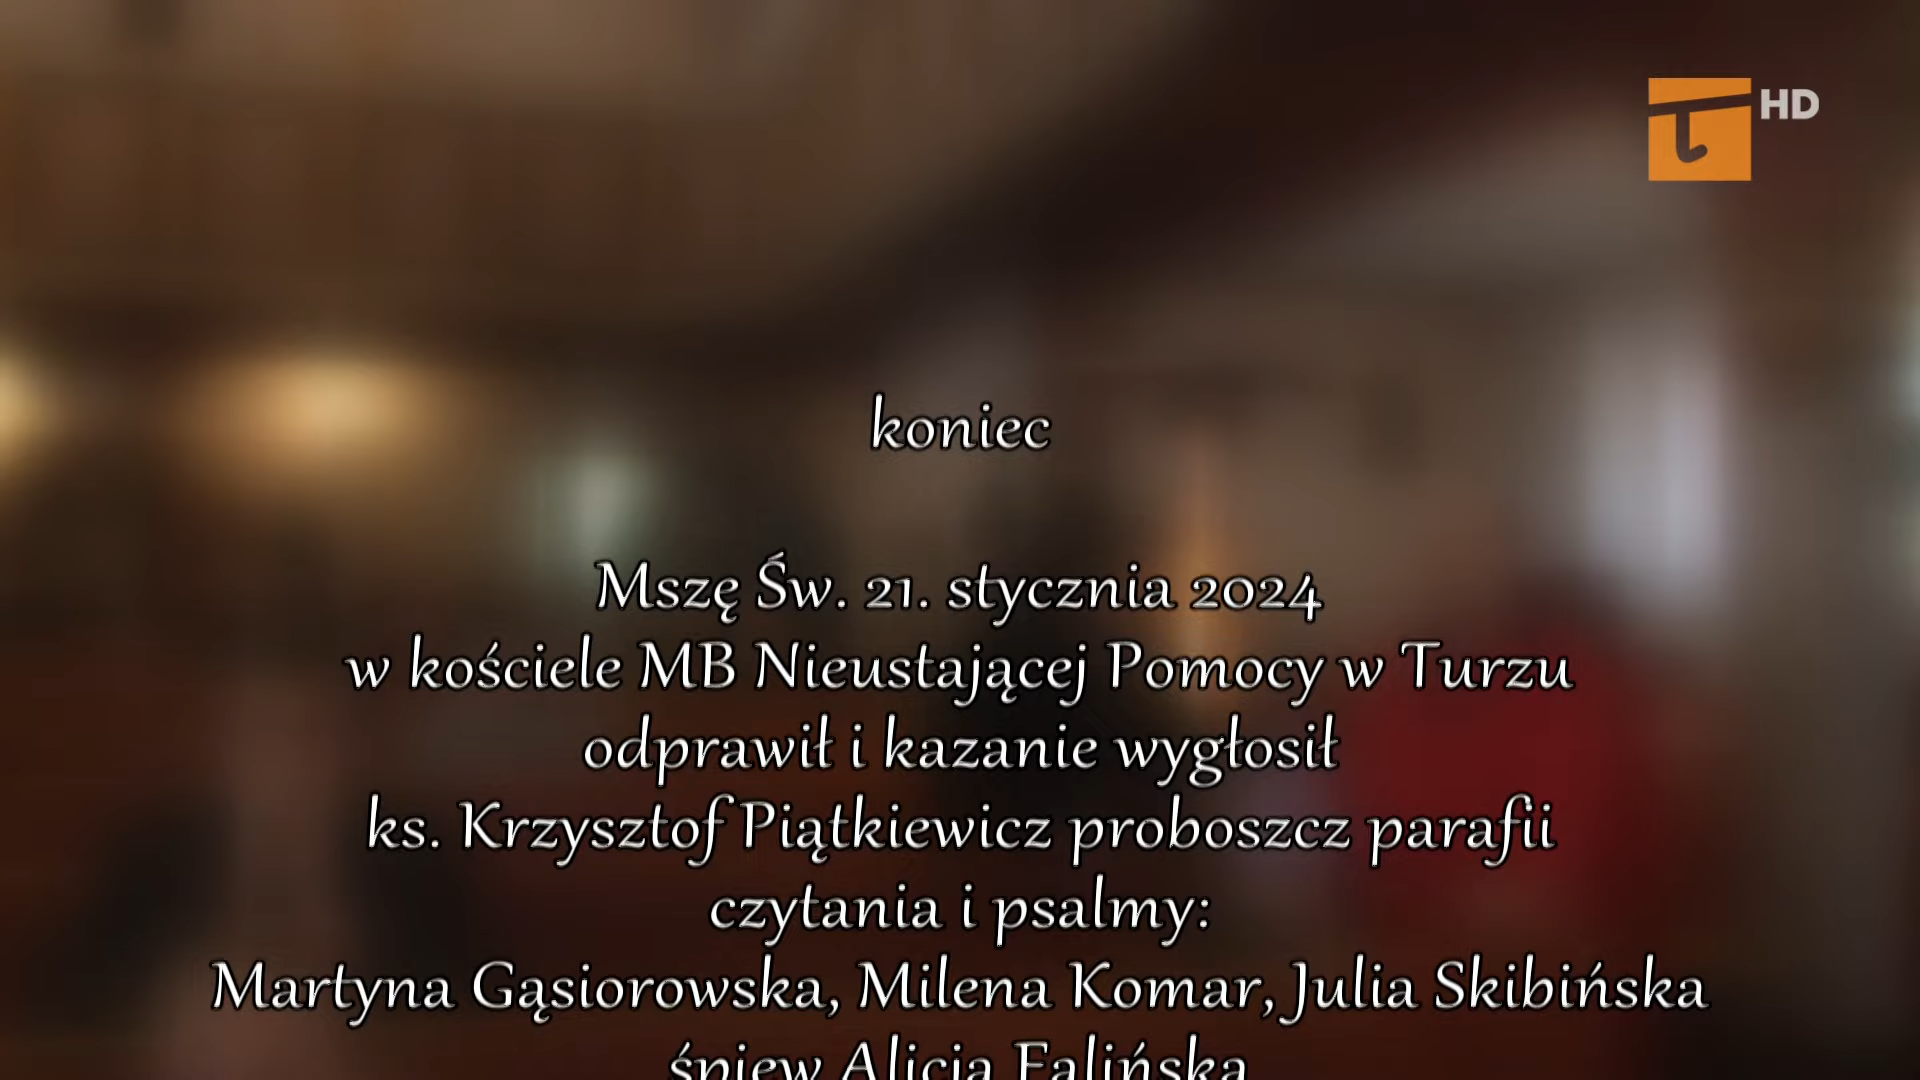 HD
koniec
Mszę Św. 21. stycznia 2024
w kościele MB Nieustającej Pomocy w Turzu
odprawił i kazanie wygłosił
ks. Krzysztof Piątkiewicz proboszcz parafii
czytania i psalmy:
Martyna Gąsiorowska, Milena Komar, Julia Skibińska
śpiew Alicja Falińska